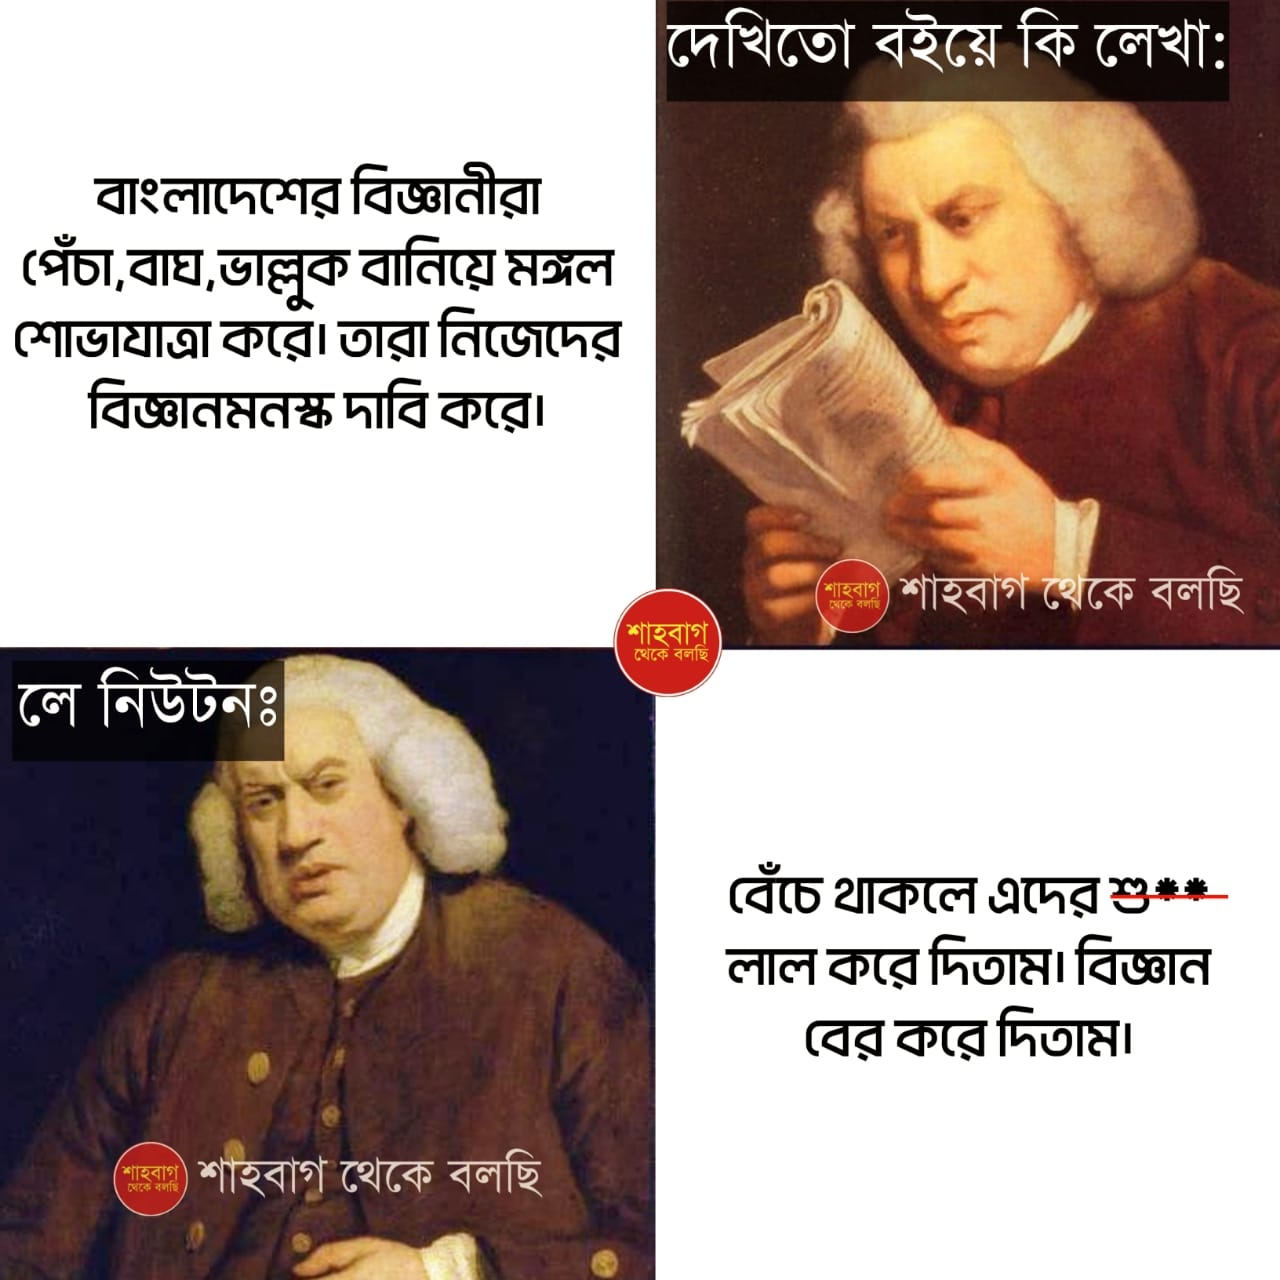 দেখিতো বইয়ে কি লেখা:
বাংলাদেশের বিজ্ঞানীরা
পেঁচা,বাঘ,ভাল্লুক বানিয়ে মঙ্গল
শোভাযাত্রা করে। তারা নিজেদের
বিজ্ঞানমনস্ক দাবি করে।
শাহবাগ
থেকে বলছি
শাহবাগ থেকে বলছি
শাহবাগ
থেকে বলছি
লে নিউটনঃ
বেঁচে থাকলে এদের শু**
লাল করে দিতাম। বিজ্ঞান
বের করে দিতাম।
শাহবাগ
থেকে বলছি
শাহবাগ থেকে বলছি